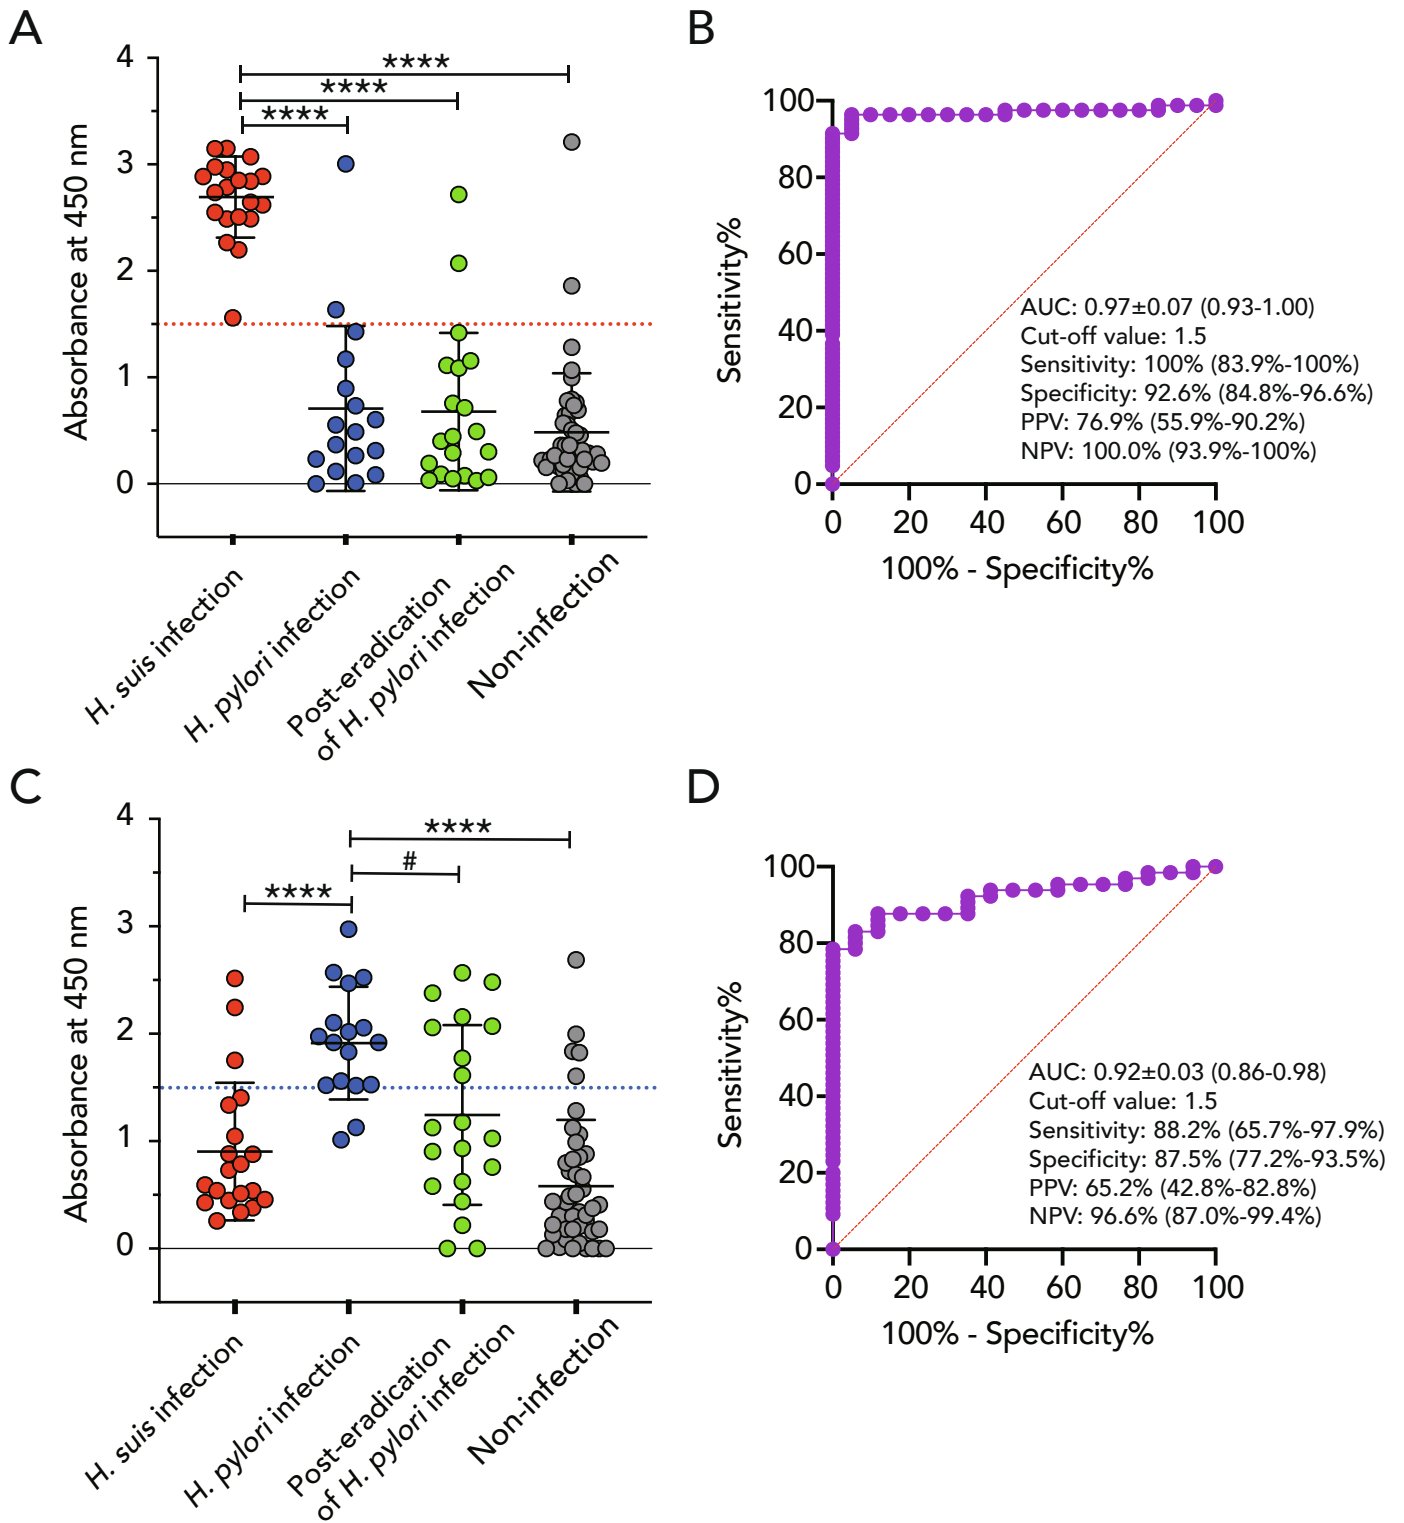 A
4
3
2
1
0
Absorbance at 450 nm
****
****
****
H. suis infection
H. pylori infection
Post-eradication
of H. pylori infection
Non-infection
B
100
80
60
40
20
0
Sensitivity%
AUC: 0.97±0.07 (0.93-1.00)
Cut-off value: 1.5
Sensitivity: 100% (83.9%-100%)
Specificity: 92.6% (84.8%-96.6%)
PPV: 76.9% (55.9%-90.2%)
NPV: 100.0% (93.9%-100%)
0 20 40 60 80 100
100% - Specificity%
C
4
3
2
1
0
Absorbance at 450 nm
****
#
****
H. suis infection
H. pylori infection
Post-eradication
of H. pylori infection
Non-infection
D
100
80
60
40
20
0
Sensitivity%
AUC: 0.92±0.03 (0.86-0.98)
Cut-off value: 1.5
Sensitivity: 88.2% (65.7%-97.9%)
Specificity: 87.5% (77.2%-93.5%)
PPV: 65.2% (42.8%-82.8%)
NPV: 96.6% (87.0%-99.4%)
0 20 40 60 80 100
100% - Specificity%